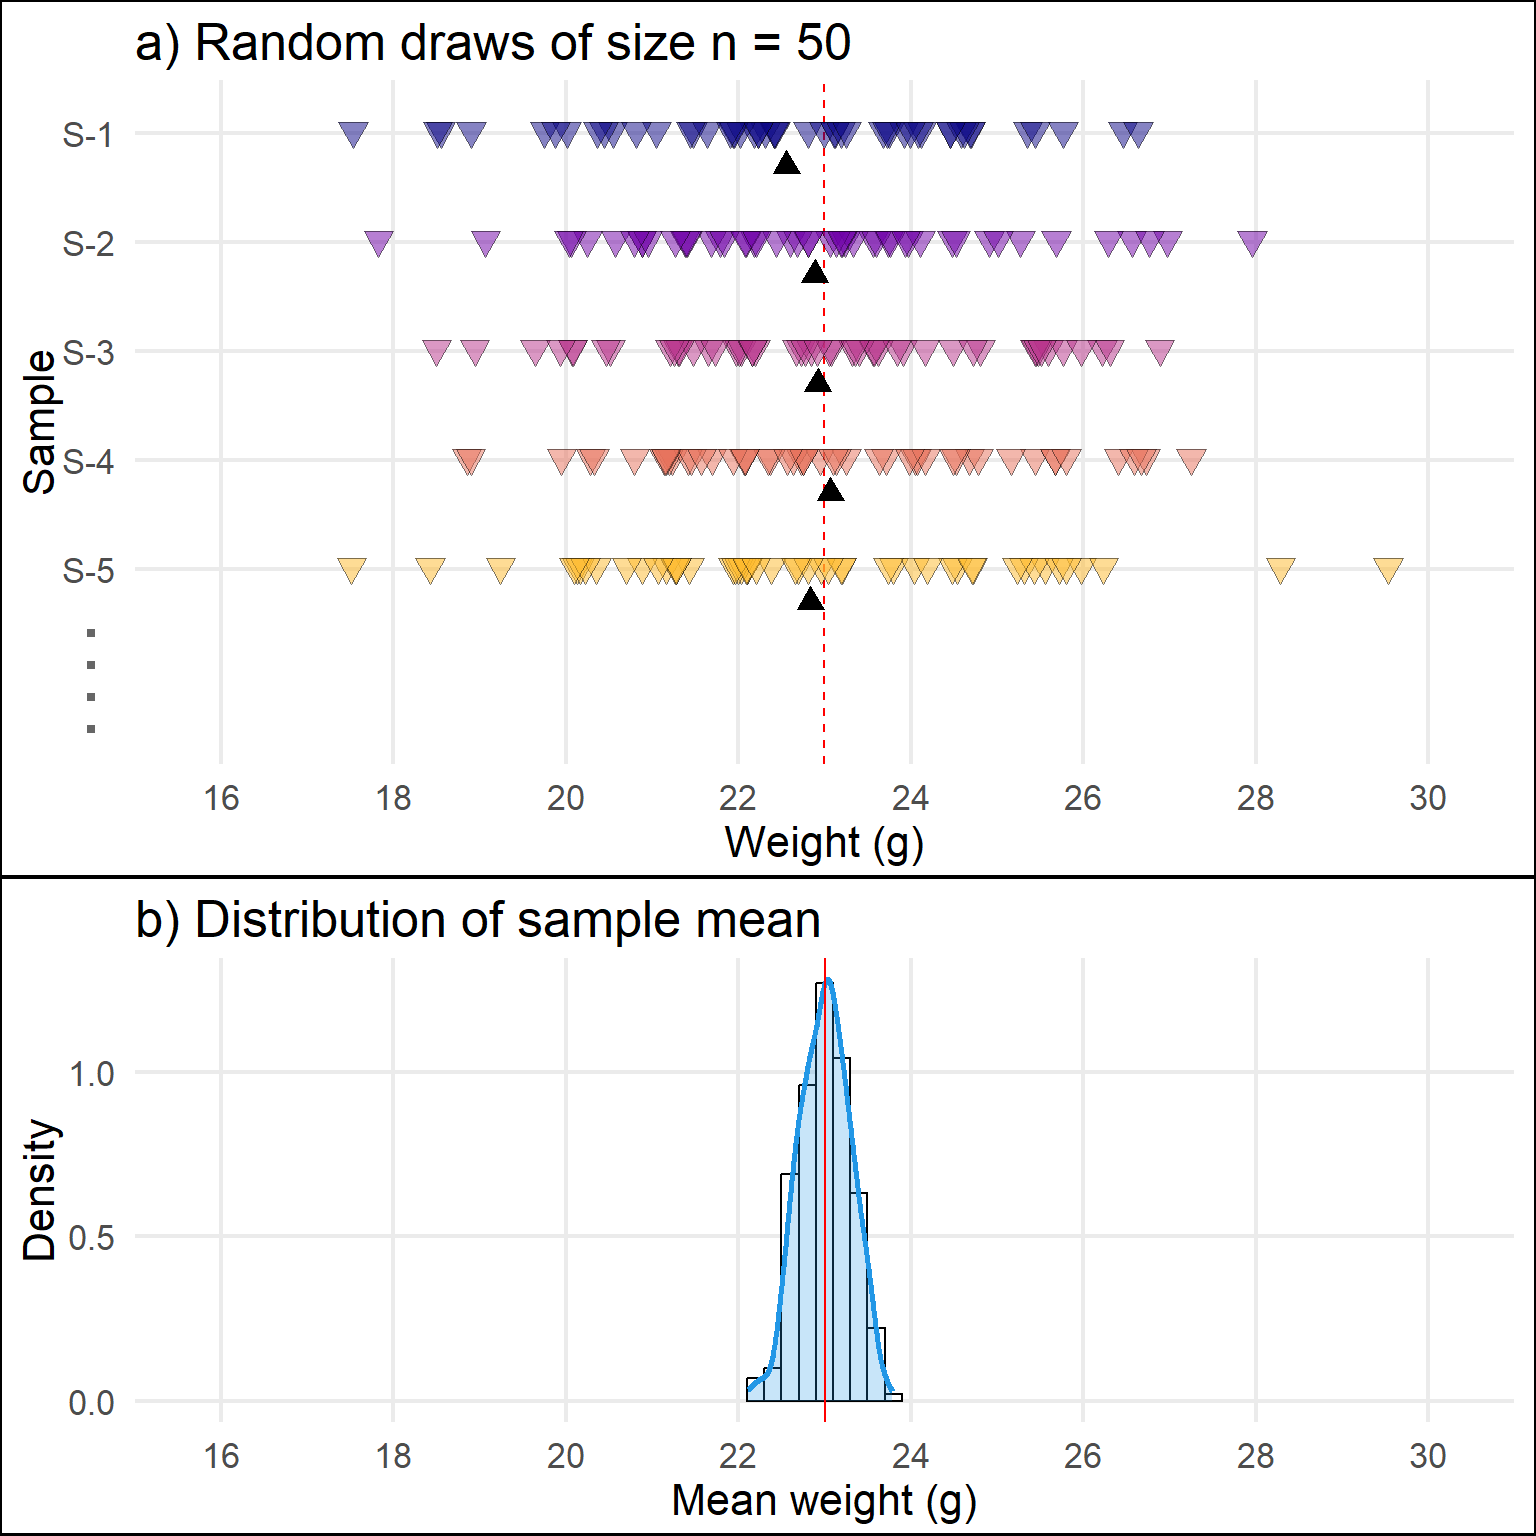 a) Random draws of size n = 50
Sample
S-1
S-2
S-3
S-4
S-5
16 18 20 22 24 26 28 30
Weight (g)
b) Distribution of sample mean
Density
1.0
0.5
0.0
16 18 20 22 24 26 28 30
Mean weight (g)